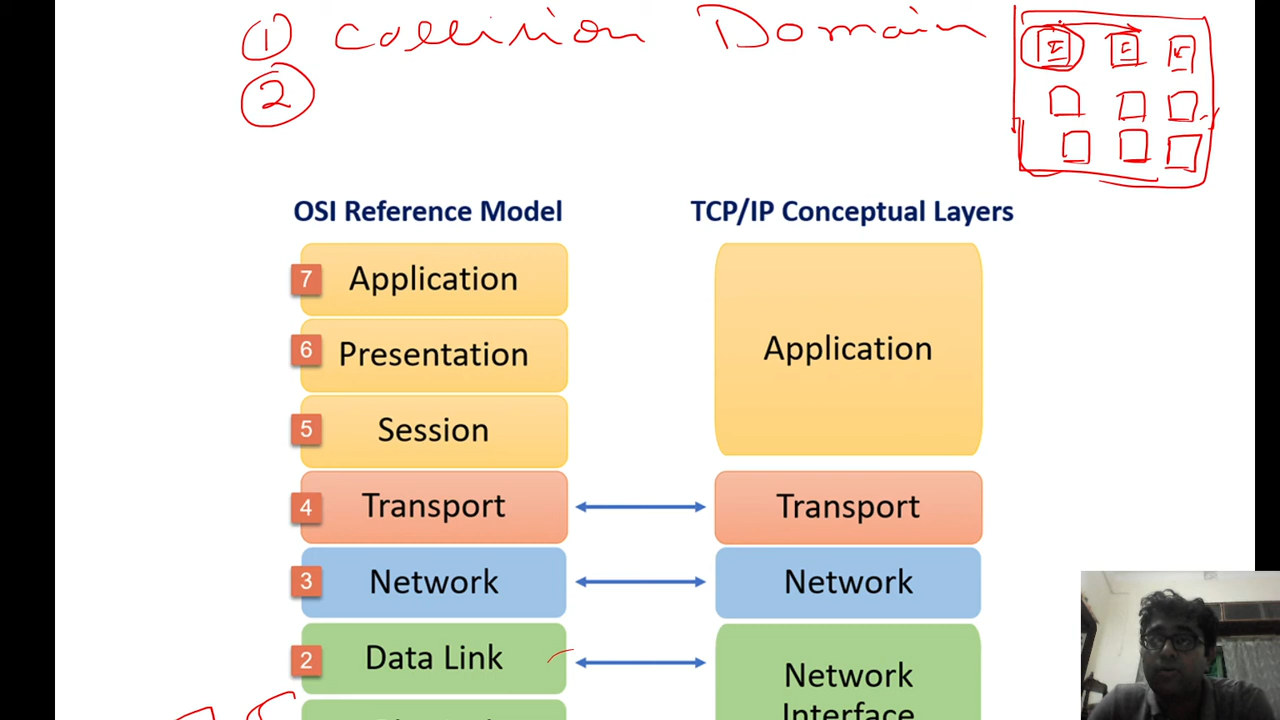 ① Collision Domain
②
OSI Reference Model
TCP/IP Conceptual Layers
7 Application
6 Presentation
5 Session
4 Transport
3 Network
2 Data Link
Application
Transport
Network
Network
Interface